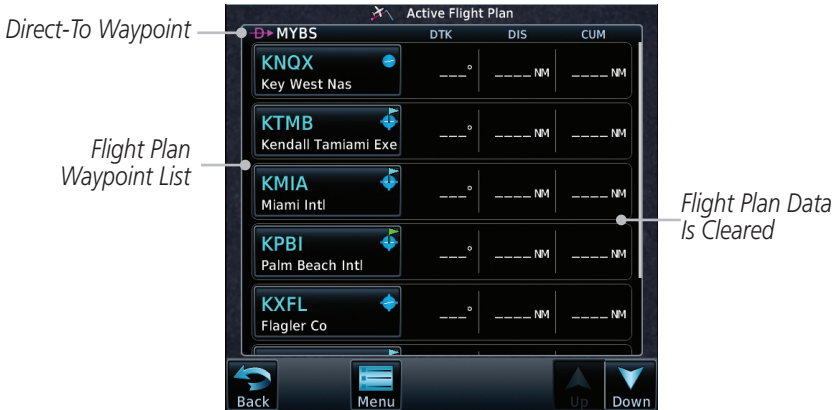 Active Flight Plan
Direct-To Waypoint
D MYBS DTK DIS CUM
KNQX
Key West Nas
___° ____NM ____NM
KTMB
Kendall Tamiami Exe
___° ____NM ____NM
Flight Plan
Waypoint List
KMIA
Miami Intl
___° ____NM ____NM
Flight Plan Data
Is Cleared
KPBI
Palm Beach Intl
___° ____NM ____NM
KXFL
Flagler Co
___° ____NM ____NM
Back Menu Up Down